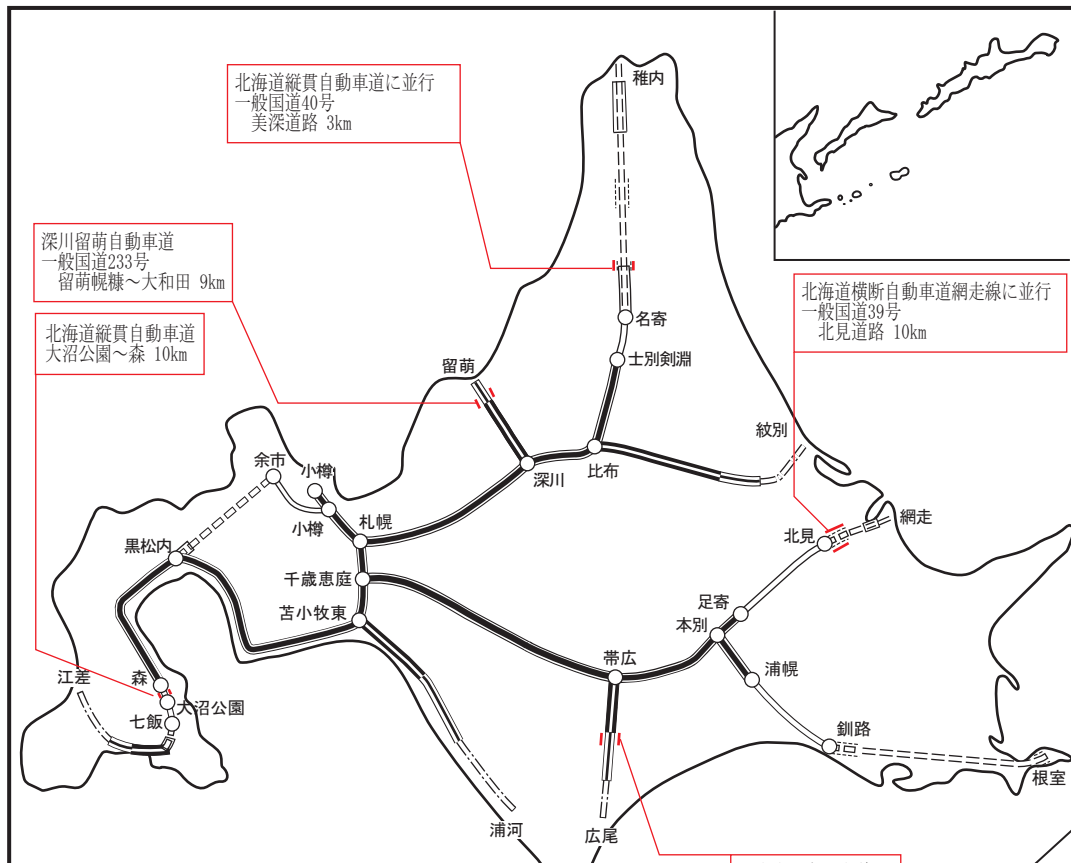 北海道縦貫自動車道に並行
一般国道40号
美深道路 3km
稚内
深川留萌自動車道
一般国道233号
留萌幌糠～大和田 9km
北海道横断自動車道網走線に並行
一般国道39号
北見道路 10km
北海道縦貫自動車道
大沼公園～森 10km
名寄
士別剣淵
留萌
紋別
余市
小樽
深川
比布
小樽
札幌
網走
北見
黒松内
千歳恵庭
足寄
苫小牧東
本別
帯広
浦幌
江差
森
大沼公園
七飯
釧路
根室
浦河
広尾